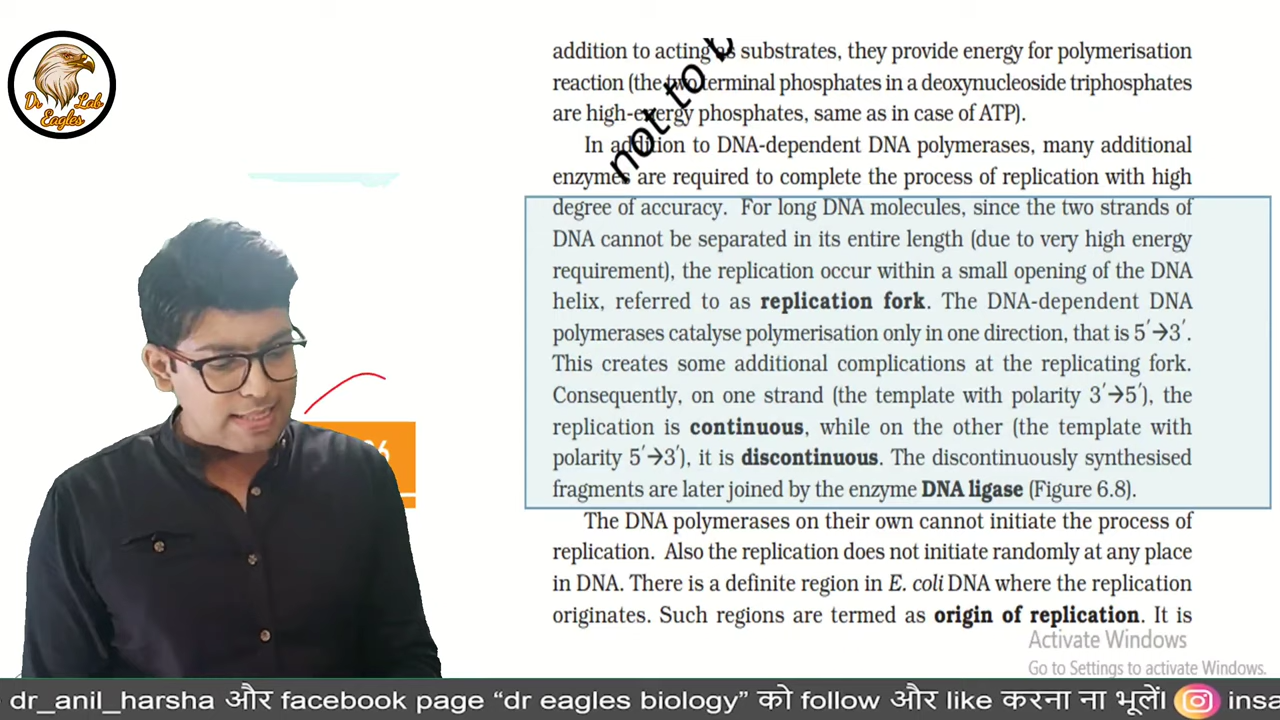 Dr Lab
Eagles
addition to acting as substrates, they provide energy for polymerisation
reaction (the two terminal phosphates in a deoxynucleoside triphosphates
are high-energy phosphates, same as in case of ATP).
In addition to DNA-dependent DNA polymerases, many additional
enzymes are required to complete the process of replication with high
degree of accuracy. For long DNA molecules, since the two strands of
DNA cannot be separated in its entire length (due to very high energy
requirement), the replication occur within a small opening of the DNA
helix, referred to as replication fork. The DNA-dependent DNA
polymerases catalyse polymerisation only in one direction, that is 5′→3′.
This creates some additional complications at the replicating fork.
Consequently, on one strand (the template with polarity 3′→5′), the
replication is continuous, while on the other (the template with
polarity 5′→3′), it is discontinuous. The discontinuously synthesised
fragments are later joined by the enzyme DNA ligase (Figure 6.8).
The DNA polymerases on their own cannot initiate the process of
replication. Also the replication does not initiate randomly at any place
in DNA. There is a definite region in E. coli DNA where the replication
originates. Such regions are termed as origin of replication. It is
not to
Activate Windows
Go to Settings to activate Windows.
dr_anil_harsha और facebook page “dr eagles biology” को follow और like करना ना भूलें। insa